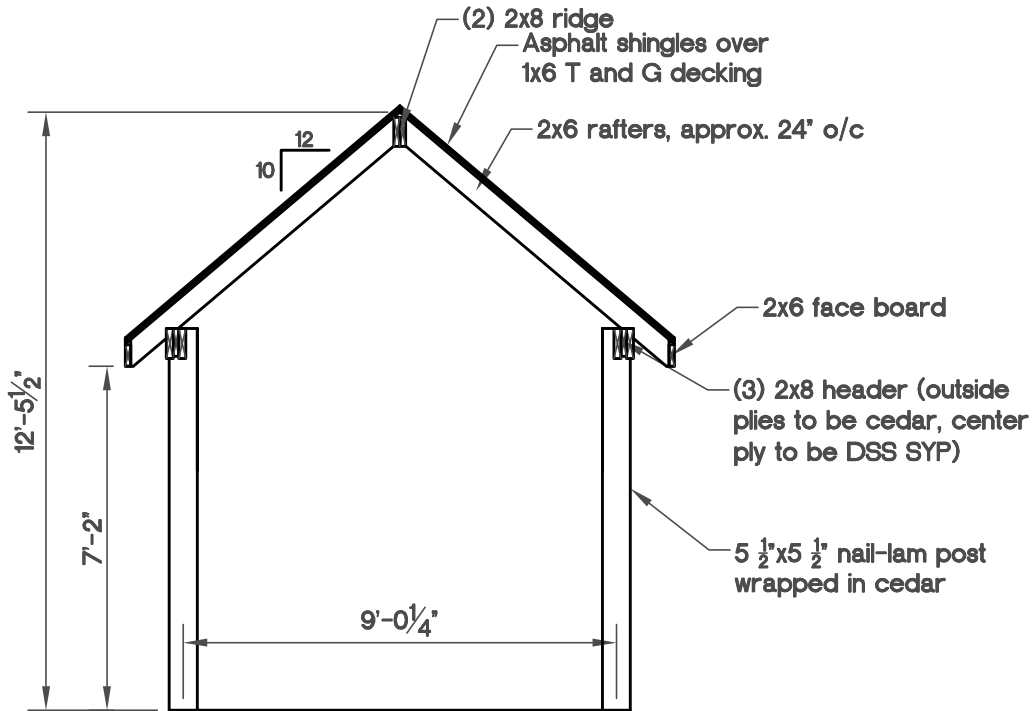 (2) 2x8 ridge
Asphalt shingles over
1x6 T and G decking
12
10
2x6 rafters, approx. 24" o/c
2x6 face board
(3) 2x8 header (outside
plies to be cedar, center
ply to be DSS SYP)
12'-5½"
7'-2"
5 ½"x5 ½" nail-lam post
wrapped in cedar
9'-0¼"